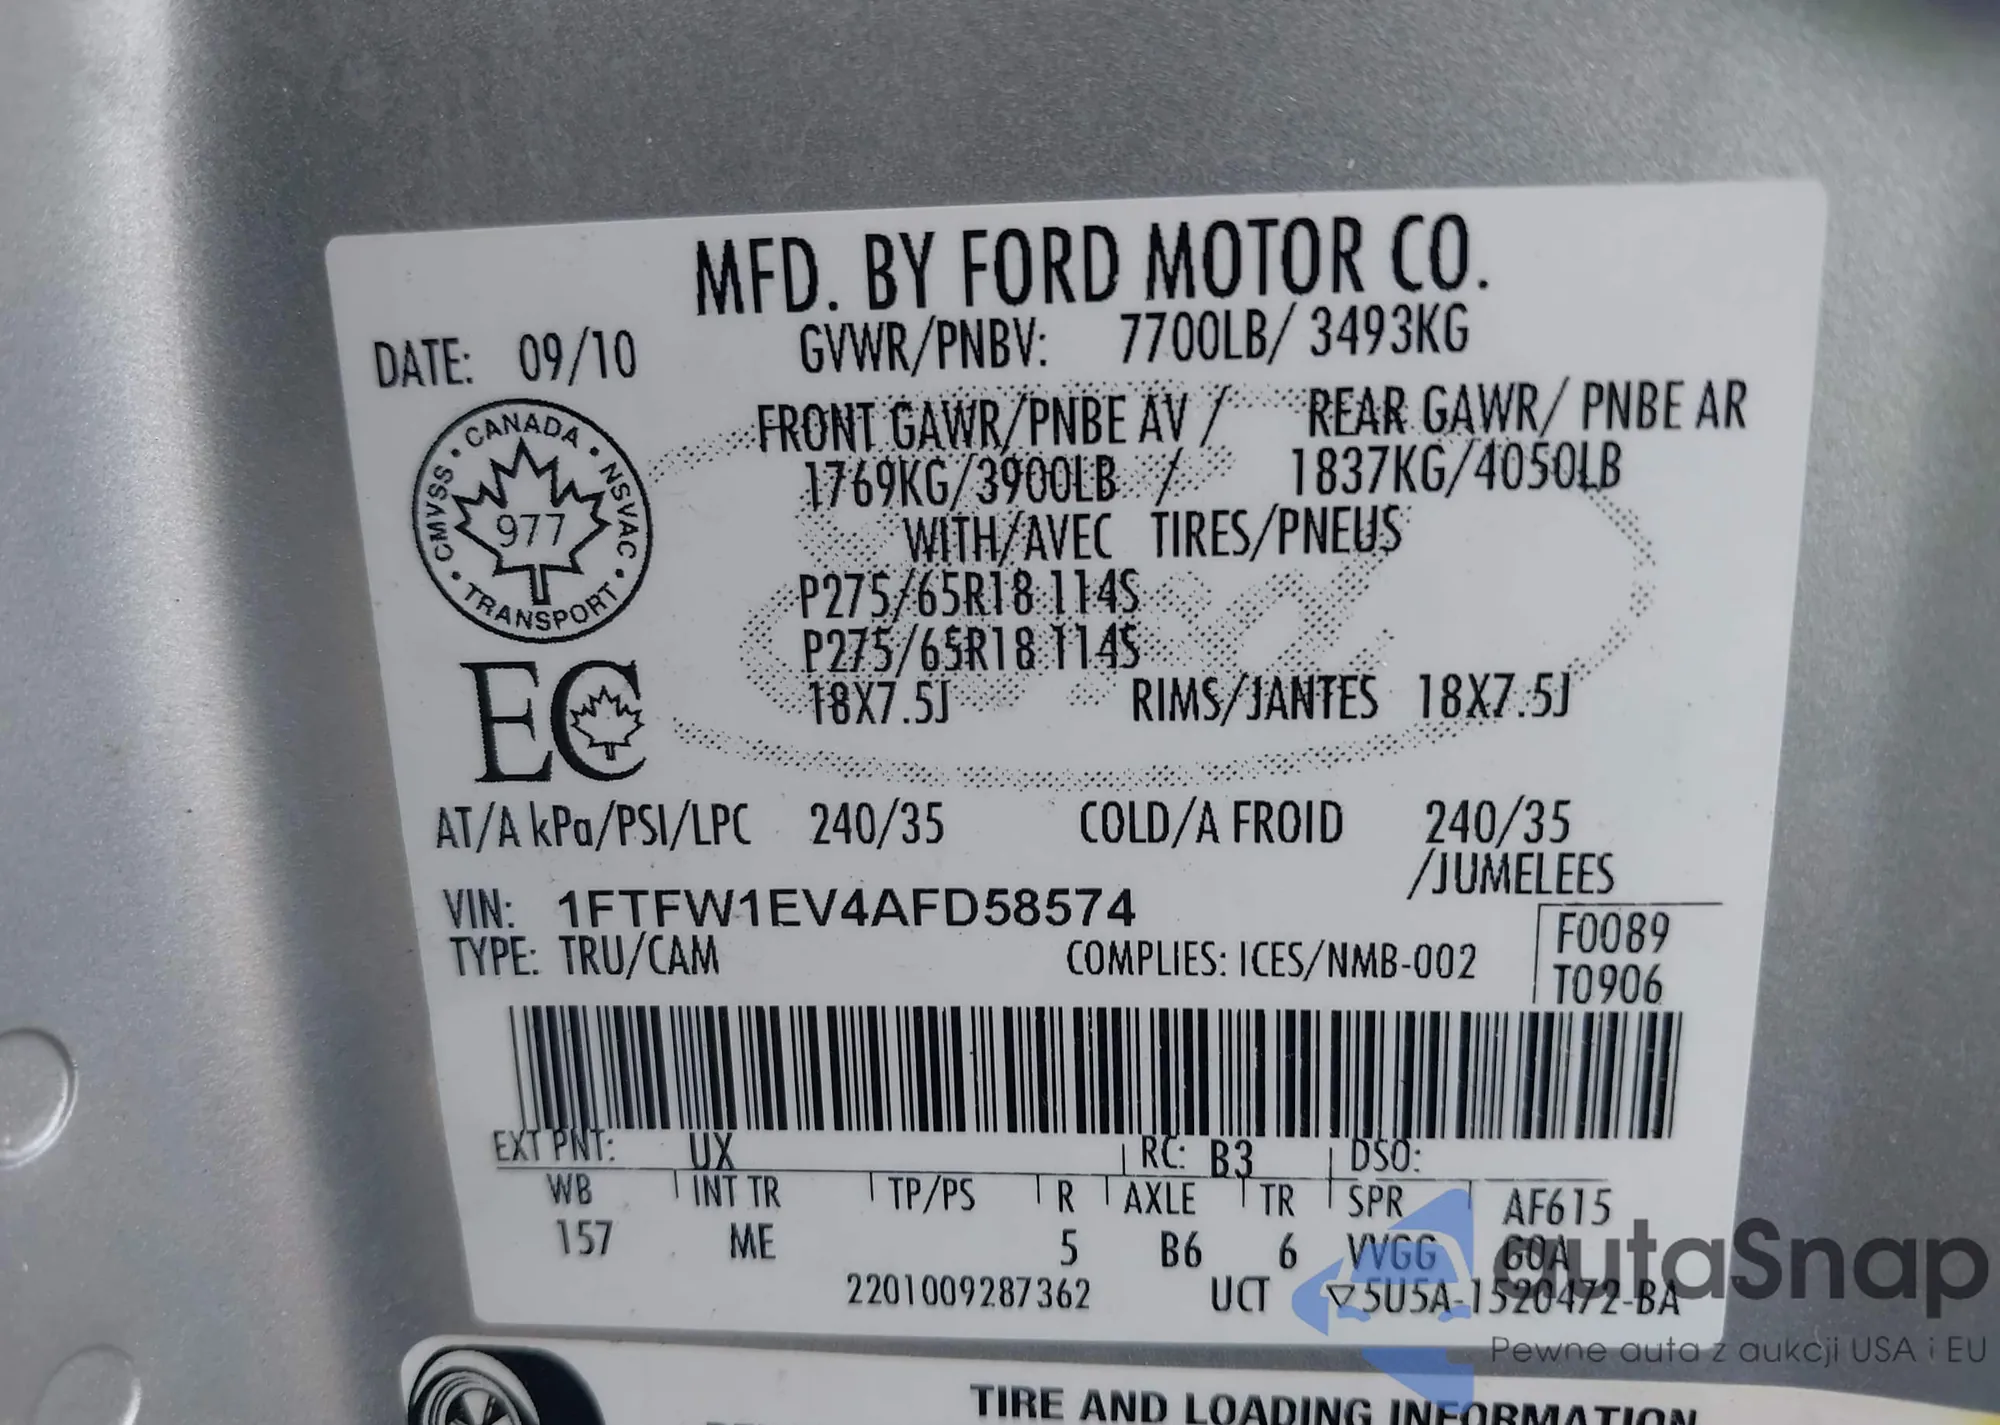 MFD. BY FORD MOTOR CO.
DATE: 09/10 GVWR/PNBV: 7700LB/ 3493KG
FRONT GAWR/PNBE AV / REAR GAWR/ PNBE AR
1769KG/3900LB / 1837KG/4050LB
WITH/AVEC TIRES/PNEUS
P275/65R18 114S
P275/65R18 114S
18X7.5J RIMS/JANTES 18X7.5J
CANADA
CMVSS NSVAC
977
TRANSPORT
EC
AT/A kPa/PSI/LPC 240/35 COLD/A FROID 240/35
/JUMELEES
VIN: 1FTFW1EV4AFD58574
F0089
TYPE: TRU/CAM COMPLIES: ICES/NMB-002
T0906
EXT PNT: UX RC: B3 DSO:
WB INT TR TP/PS R AXLE TR SPR AF615
157 ME 5 B6 6 VVGG G0A
2201009287362 UCT 5U5A-1520472-BA
autaSnap
Pewne auta z aukcji USA i EU
TIRE AND LOADING INFORMATION